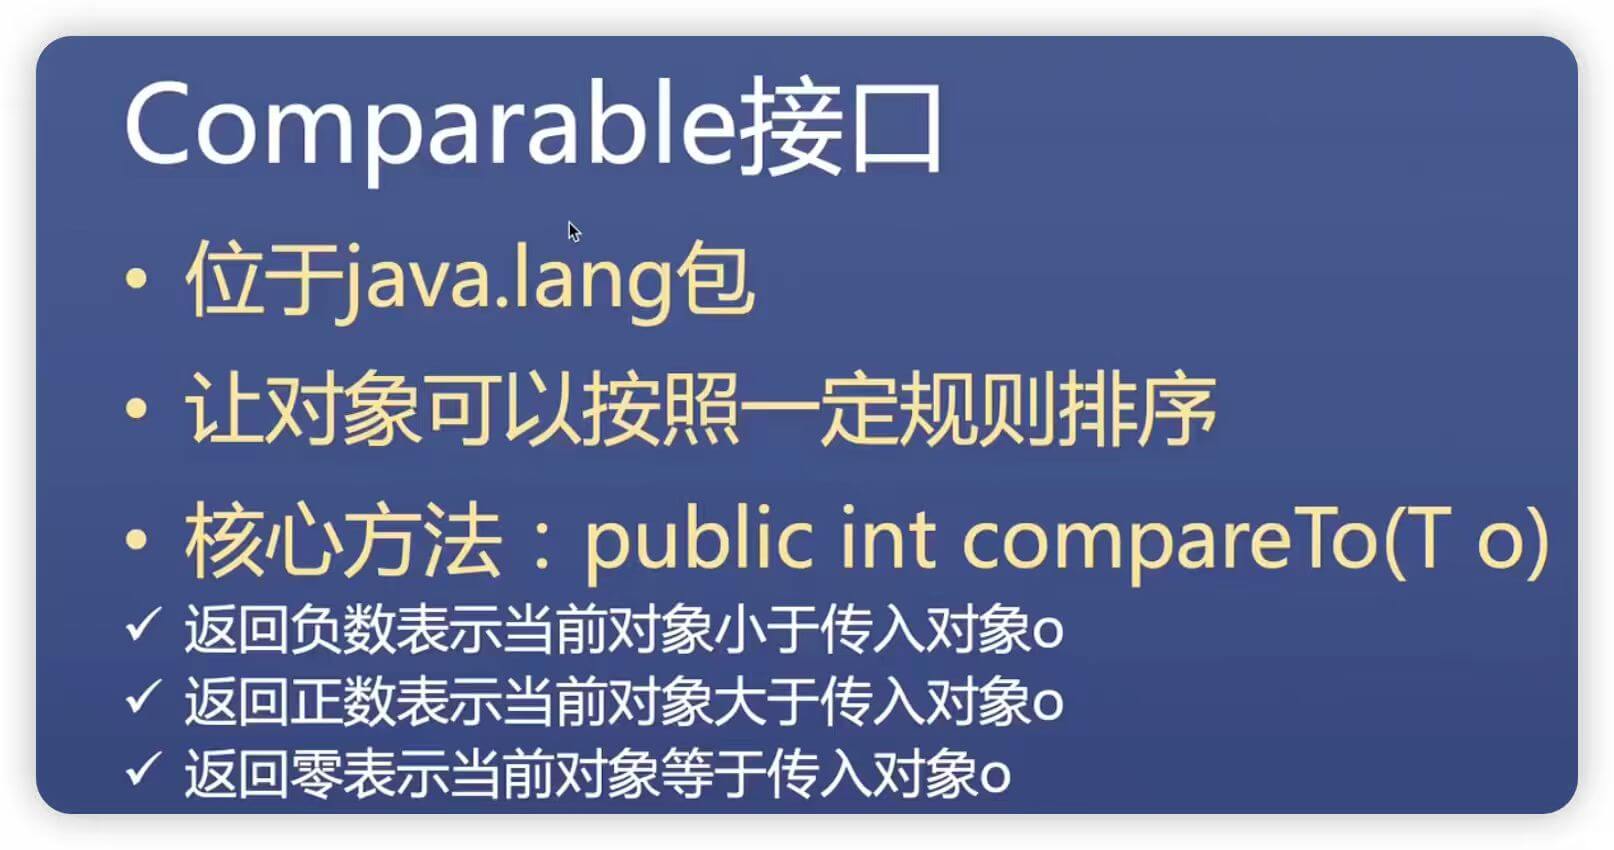 Comparable接口
• 位于java.lang包
• 让对象可以按照一定规则排序
• 核心方法：public int compareTo(T o)
✓ 返回负数表示当前对象小于传入对象o
✓ 返回正数表示当前对象大于传入对象o
✓ 返回零表示当前对象等于传入对象o